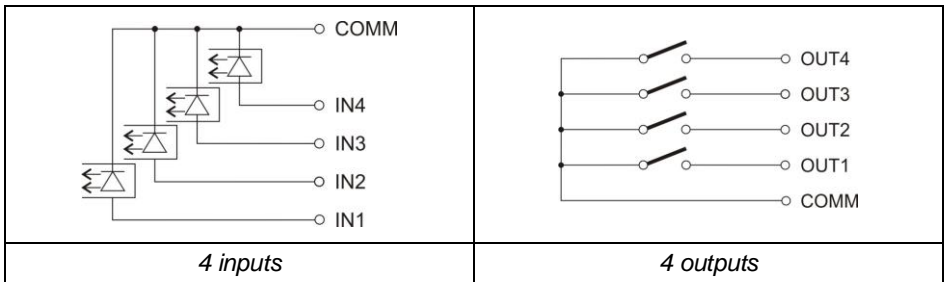 COMM
IN4
IN3
IN2
IN1
4 inputs
OUT4
OUT3
OUT2
OUT1
COMM
4 outputs